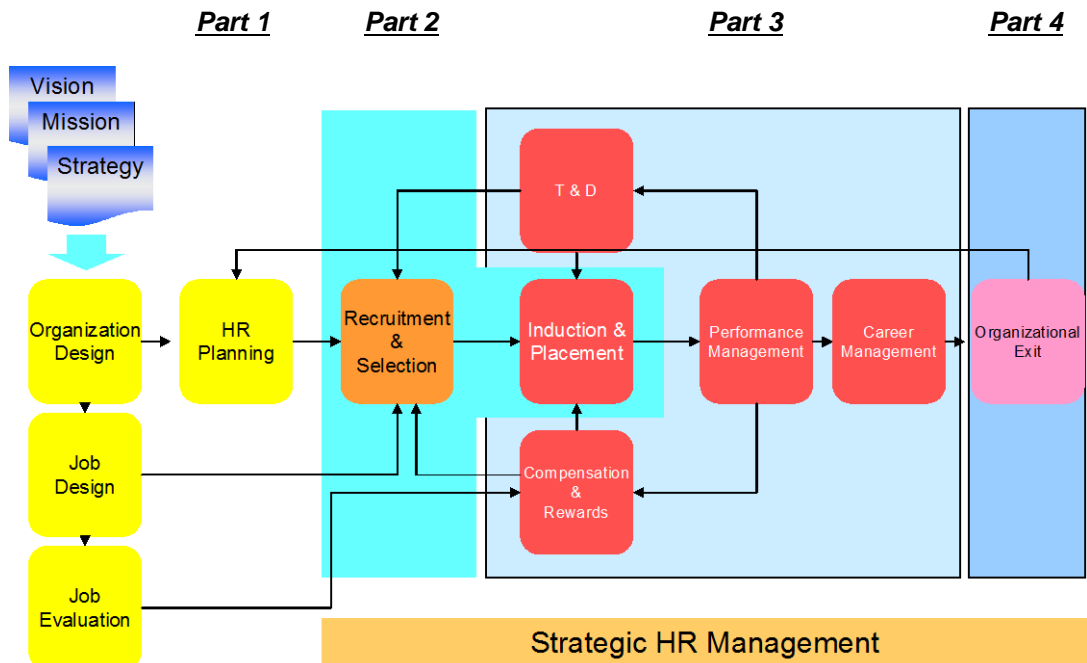 Part 1
Part 2
Part 3
Part 4
Vision
Mission
Strategy
T & D
Organization
Design
HR
Planning
Recruitment
&
Selection
Induction &
Placement
Performance
Management
Career
Management
Organizational
Exit
Job
Design
Compensation
&
Rewards
Job
Evaluation
Strategic HR Management